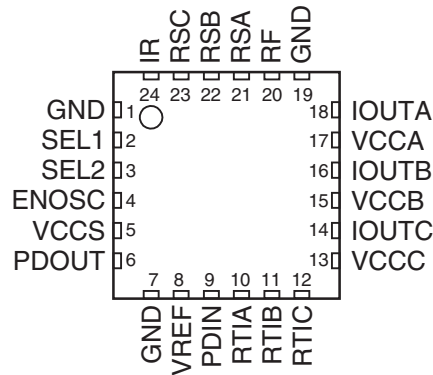 IR
RSC
RSB
RSA
RF
GND
24
23
22
21
20
19
GND 1
SEL1 2
SEL2 3
ENOSC 4
VCCS 5
PDOUT 6
18 IOUTA
17 VCCA
16 IOUTB
15 VCCB
14 IOUTC
13 VCCC
7
8
9
10
11
12
GND
VREF
PDIN
RTIA
RTIB
RTIC